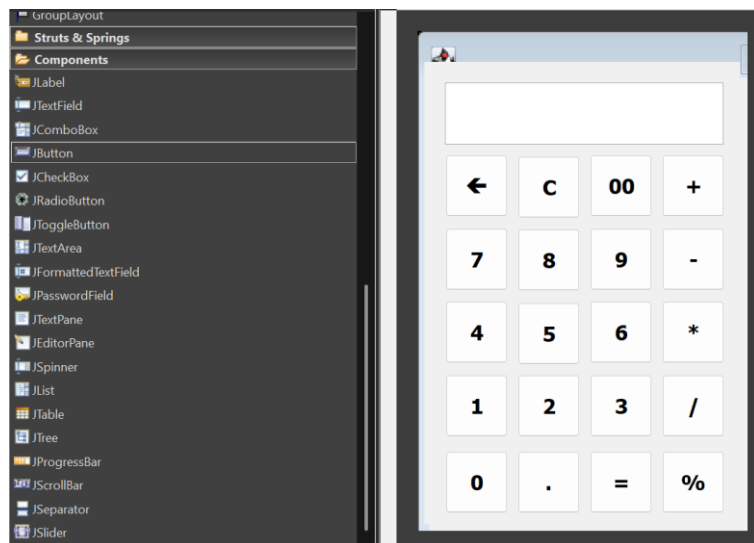 GroupLayout
Struts & Springs
Components
JLabel
JTextField
JComboBox
JButton
JCheckBox
JRadioButton
JToggleButton
JTextArea
JFormattedTextField
JPasswordField
JTextPane
JEditorPane
JSpinner
JList
JTable
JTree
JProgressBar
JScrollBar
JSeparator
JSlider
← C 00 +
7 8 9 -
4 5 6 *
1 2 3 /
0 . = %